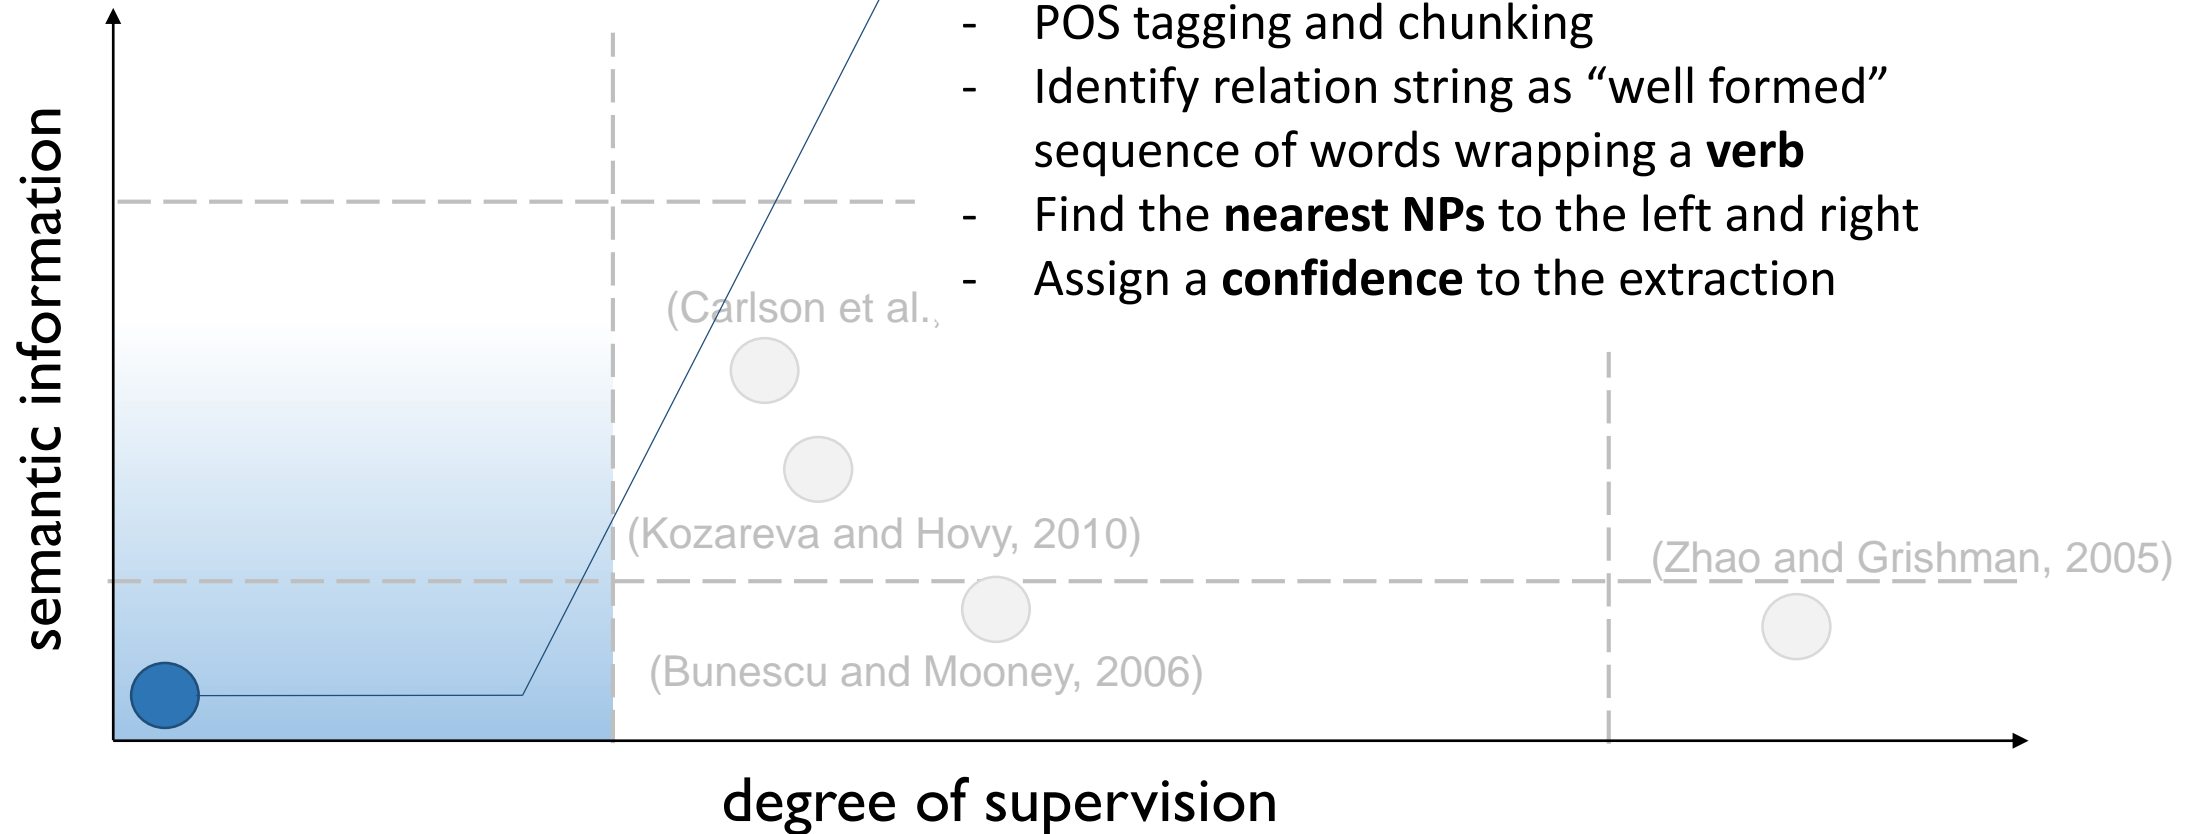 - POS tagging and chunking
- Identify relation string as “well formed”
sequence of words wrapping a verb
- Find the nearest NPs to the left and right
- Assign a confidence to the extraction
semantic information
(Carlson et al.,
(Kozareva and Hovy, 2010)
(Zhao and Grishman, 2005)
(Bunescu and Mooney, 2006)
degree of supervision